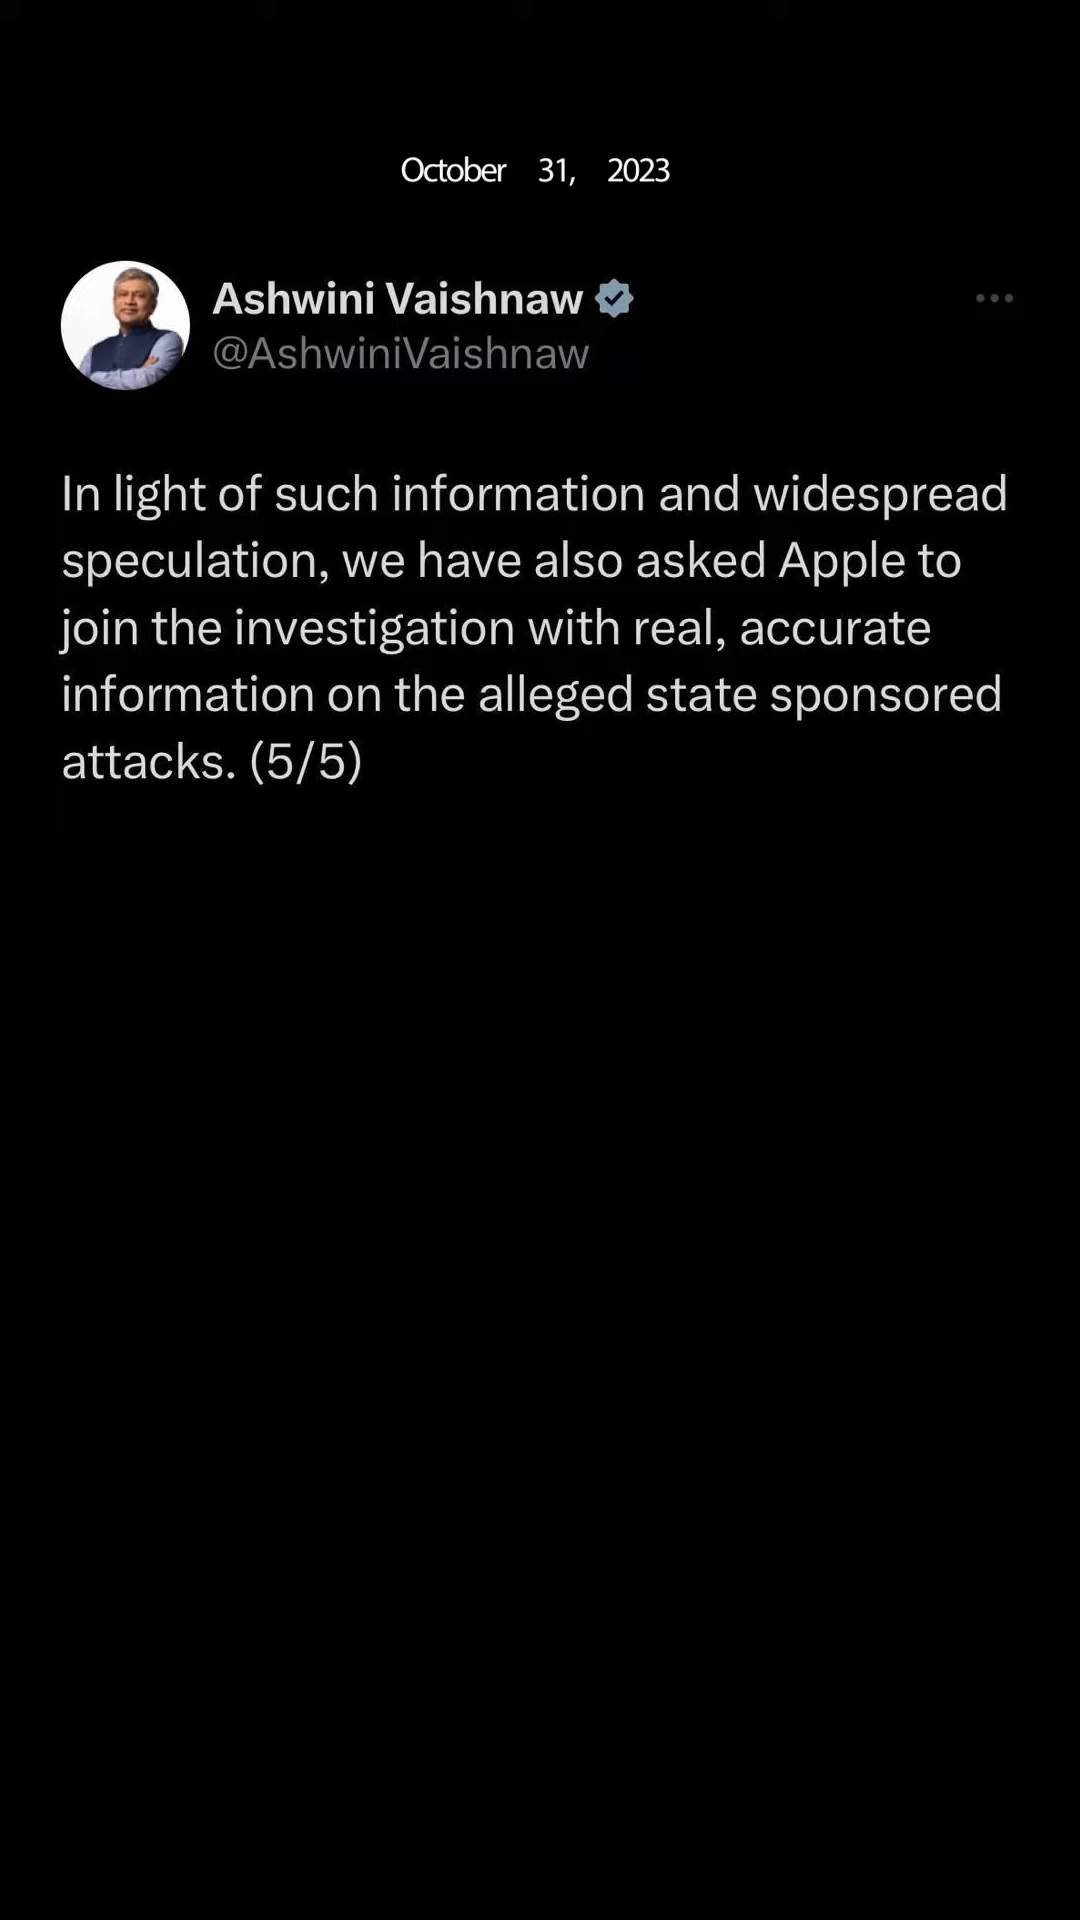 October 31, 2023
Ashwini Vaishnaw
@AshwiniVaishnaw
In light of such information and widespread
speculation, we have also asked Apple to
join the investigation with real, accurate
information on the alleged state sponsored
attacks. (5/5)